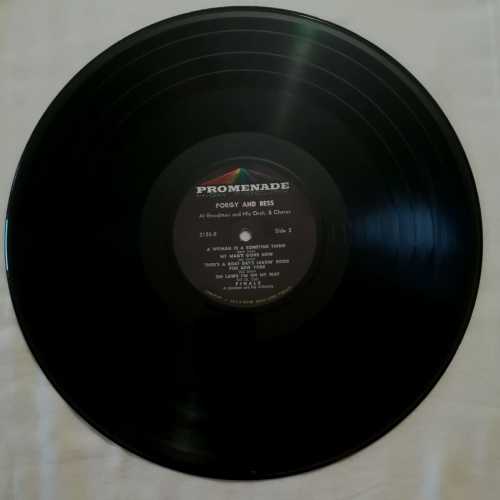 PROMENADE
PORGY AND BESS
Al Goodman and His Orch. & Chorus
Side 2
A WOMAN IS A SOMETIME THING
MY MAN'S GONE NOW
THERE'S A BOAT DAT'S LEAVIN' SOON
FOR NEW YORK
OH LAWD I'M ON MY WAY
FINALE